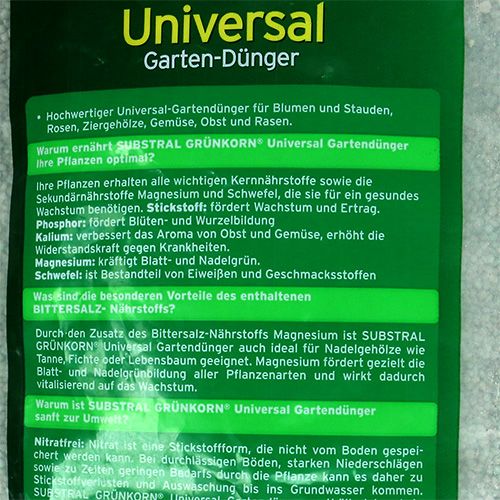 Universal
Garten-Dünger
• Hochwertiger Universal-Gartendünger für Blumen und Stauden,
Rosen, Ziergehölze, Gemüse, Obst und Rasen.
Warum ernährt SUBSTRAL GRÜNKORN® Universal Gartendünger
Ihre Pflanzen optimal?
Ihre Pflanzen erhalten alle wichtigen Kernnährstoffe sowie die
Sekundärnährstoffe Magnesium und Schwefel, die sie für ein gesundes
Wachstum benötigen. Stickstoff: fördert Wachstum und Ertrag.
Phosphor: fördert Blüten- und Wurzelbildung
Kalium: verbessert das Aroma von Obst und Gemüse, erhöht die
Widerstandskraft gegen Krankheiten.
Magnesium: kräftigt Blatt- und Nadelgrün.
Schwefel: ist Bestandteil von Eiweißen und Geschmacksstoffen
Was sind die besonderen Vorteile des enthaltenen
BITTERSALZ- Nährstoffs?
Durch den Zusatz des Bittersalz-Nährstoffs Magnesium ist SUBSTRAL
GRÜNKORN® Universal Gartendünger auch ideal für Nadelgehölze wie
Tanne, Fichte oder Lebensbaum geeignet. Magnesium fördert gezielt die
Blatt- und Nadelgrünbildung aller Pflanzenarten und wirkt dadurch
vitalisierend auf das Wachstum.
Warum ist SUBSTRAL GRÜNKORN® Universal Gartendünger
sanft zur Umwelt?
Nitratfrei: Nitrat ist eine Stickstoffform, die nicht vom Boden gespei-
chert werden kann. Bei durchlässigen Böden, starken Niederschlägen
sowie zu Zeiten geringen Bedarfs durch die Pflanze kann es daher zu
Stickstoffverlusten und Auswaschung bis ins Grundwasser kommen.
SUBSTRAL GRÜNKORN® Universal